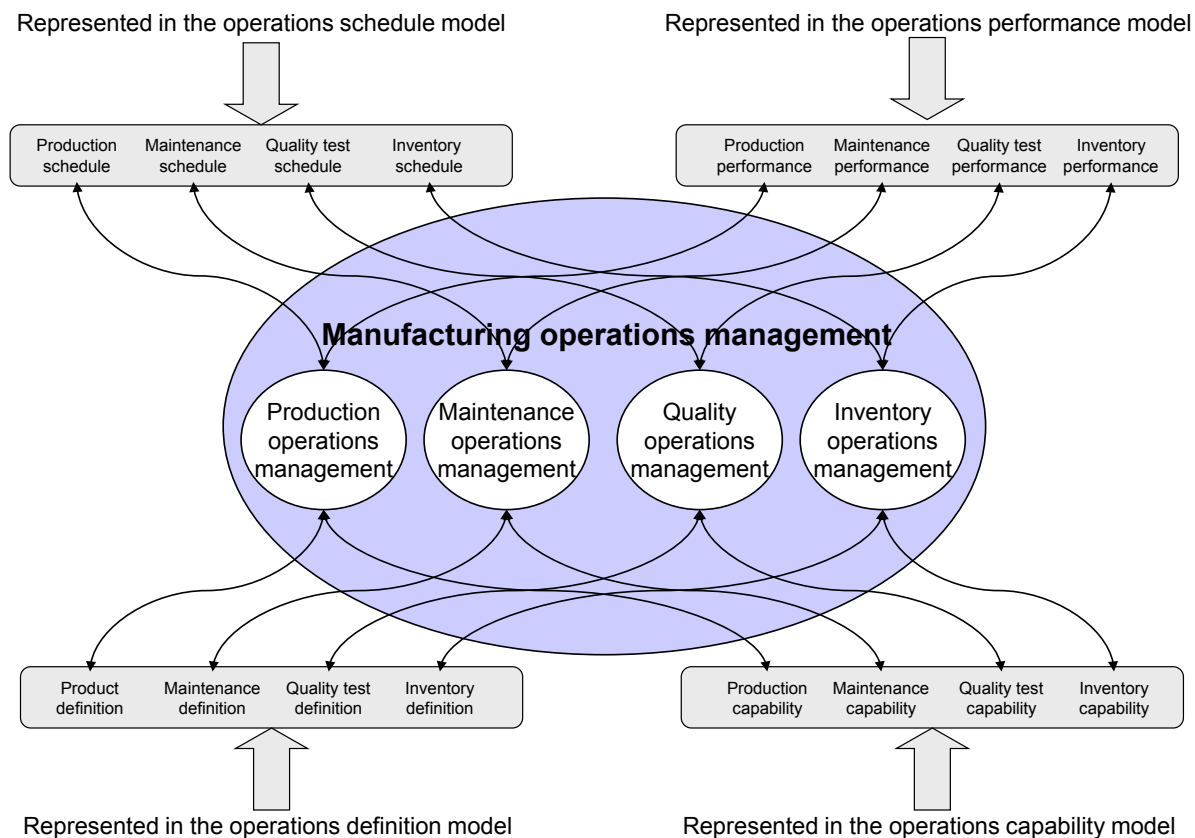 Represented in the operations schedule model
Represented in the operations performance model
Production
schedule
Maintenance
schedule
Quality test
schedule
Inventory
schedule
Production
performance
Maintenance
performance
Quality test
performance
Inventory
performance
Manufacturing operations management
Production
operations
management
Maintenance
operations
management
Quality
operations
management
Inventory
operations
management
Product
definition
Maintenance
definition
Quality test
definition
Inventory
definition
Production
capability
Maintenance
capability
Quality test
capability
Inventory
capability
Represented in the operations definition model
Represented in the operations capability model